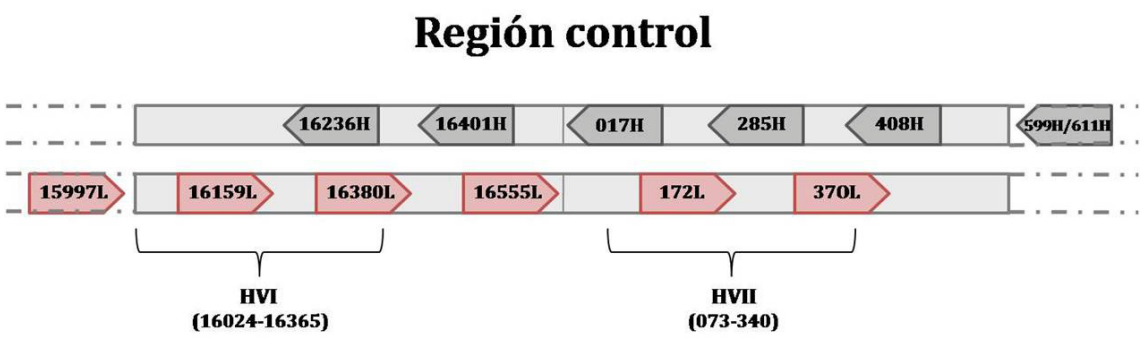 Región control
16236H 16401H 017H 285H 408H 599H/611H
15997L 16159L 16380L 16555L 172L 370L
HVI HVII
(16024-16365) (073-340)